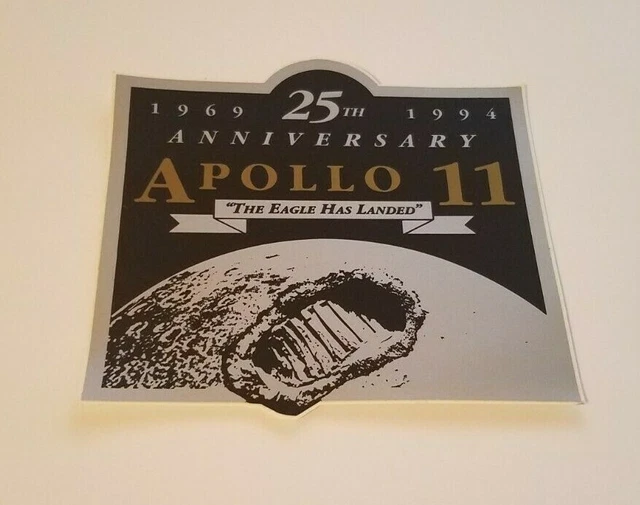 1969 25TH 1994
ANNIVERSARY
APOLLO 11
"THE EAGLE HAS LANDED"